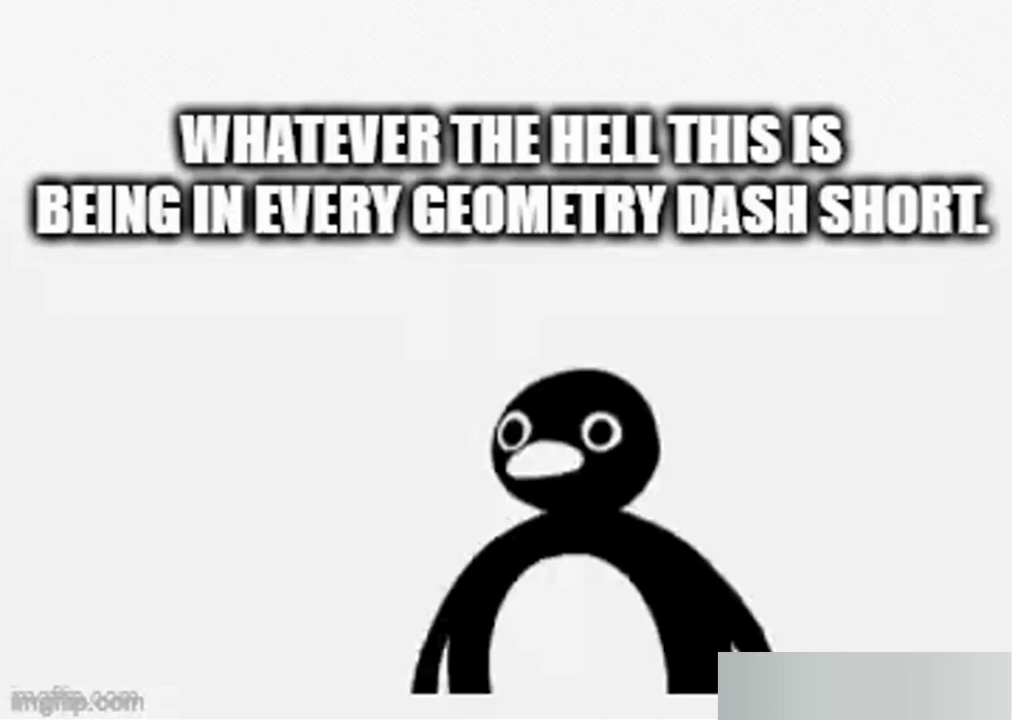 WHATEVER THE HELL THIS IS
BEING IN EVERY GEOMETRY DASH SHORT.
imgflip.com